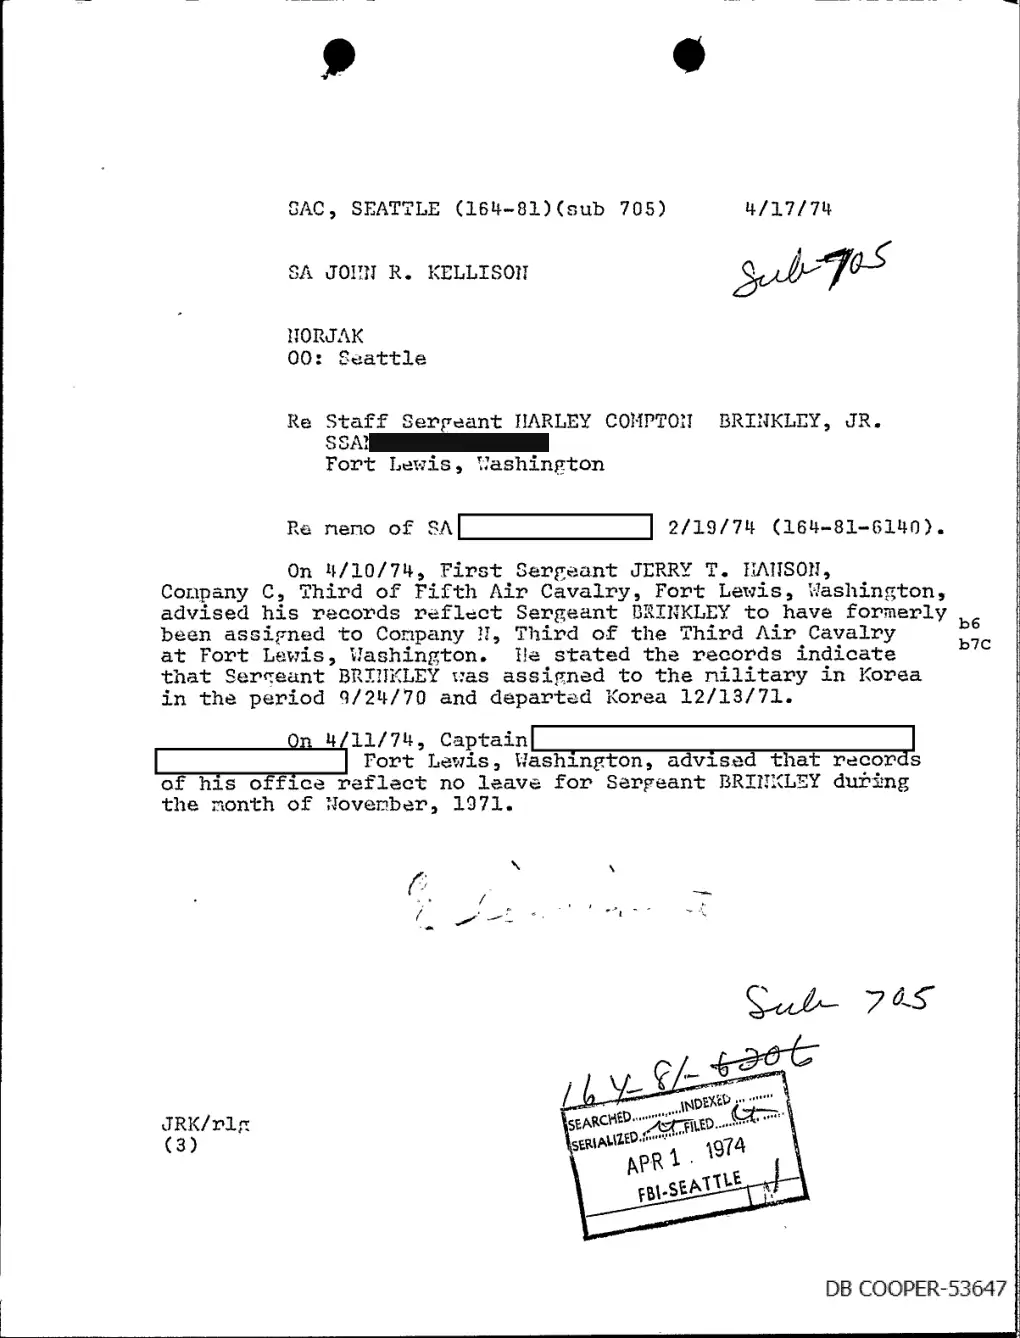 SAC, SEATTLE (164-81)(sub 705) 4/17/74
Sub 705
SA JOHN R. KELLISON
NORJAK
OO: Seattle
Re Staff Sergeant HARLEY COMPTON BRINKLEY, JR.
SSAN
Fort Lewis, Washington
Re memo of SA 2/19/74 (164-81-6140).
On 4/10/74, First Sergeant JERRY T. HANSON,
Company C, Third of Fifth Air Cavalry, Fort Lewis, Washington,
advised his records reflect Sergeant BRINKLEY to have formerly
b6
been assigned to Company H, Third of the Third Air Cavalry
b7C
at Fort Lewis, Washington. He stated the records indicate
that Sergeant BRINKLEY was assigned to the military in Korea
in the period 9/24/70 and departed Korea 12/13/71.
On 4/11/74, Captain
Fort Lewis, Washington, advised that records
of his office reflect no leave for Sergeant BRINKLEY during
the month of November, 1971.
Sub 705
164-81-6206
SEARCHED............INDEXED............
SERIALIZED............FILED............
JRK/rlg
(3)
APR 1 1974
FBI-SEATTLE
DB COOPER-53647